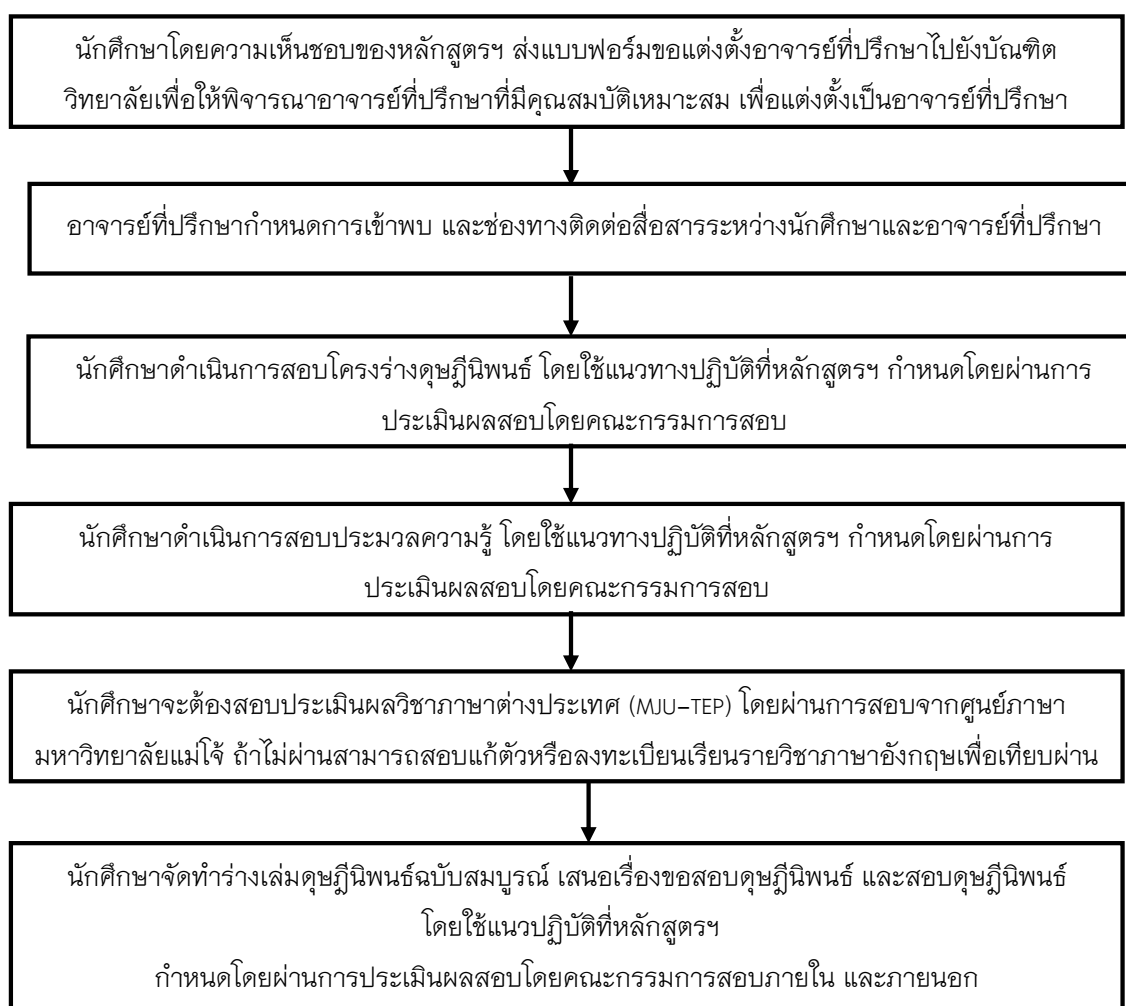 นักศึกษาโดยความเห็นชอบของหลักสูตรฯ ส่งแบบฟอร์มขอแต่งตั้งอาจารย์ที่ปรึกษาไปยังบัณฑิต
วิทยาลัยเพื่อให้พิจารณาอาจารย์ที่ปรึกษาที่มีคุณสมบัติเหมาะสม เพื่อแต่งตั้งเป็นอาจารย์ที่ปรึกษา
อาจารย์ที่ปรึกษากำหนดการเข้าพบ และช่องทางติดต่อสื่อสารระหว่างนักศึกษาและอาจารย์ที่ปรึกษา
นักศึกษาดำเนินการสอบโครงร่างดุษฎีนิพนธ์ โดยใช้แนวทางปฏิบัติที่หลักสูตรฯ กำหนดโดยผ่านการ
ประเมินผลสอบโดยคณะกรรมการสอบ
นักศึกษาดำเนินการสอบประมวลความรู้ โดยใช้แนวทางปฏิบัติที่หลักสูตรฯ กำหนดโดยผ่านการ
ประเมินผลสอบโดยคณะกรรมการสอบ
นักศึกษาจะต้องสอบประเมินผลวิชาภาษาต่างประเทศ (MJU-TEP) โดยผ่านการสอบจากศูนย์ภาษา
มหาวิทยาลัยแม่โจ้ ถ้าไม่ผ่านสามารถสอบแก้ตัวหรือลงทะเบียนเรียนรายวิชาภาษาอังกฤษเพื่อเทียบผ่าน
นักศึกษาจัดทำร่างเล่มดุษฎีนิพนธ์ฉบับสมบูรณ์ เสนอเรื่องขอสอบดุษฎีนิพนธ์ และสอบดุษฎีนิพนธ์
โดยใช้แนวปฏิบัติที่หลักสูตรฯ
กำหนดโดยผ่านการประเมินผลสอบโดยคณะกรรมการสอบภายใน และภายนอก